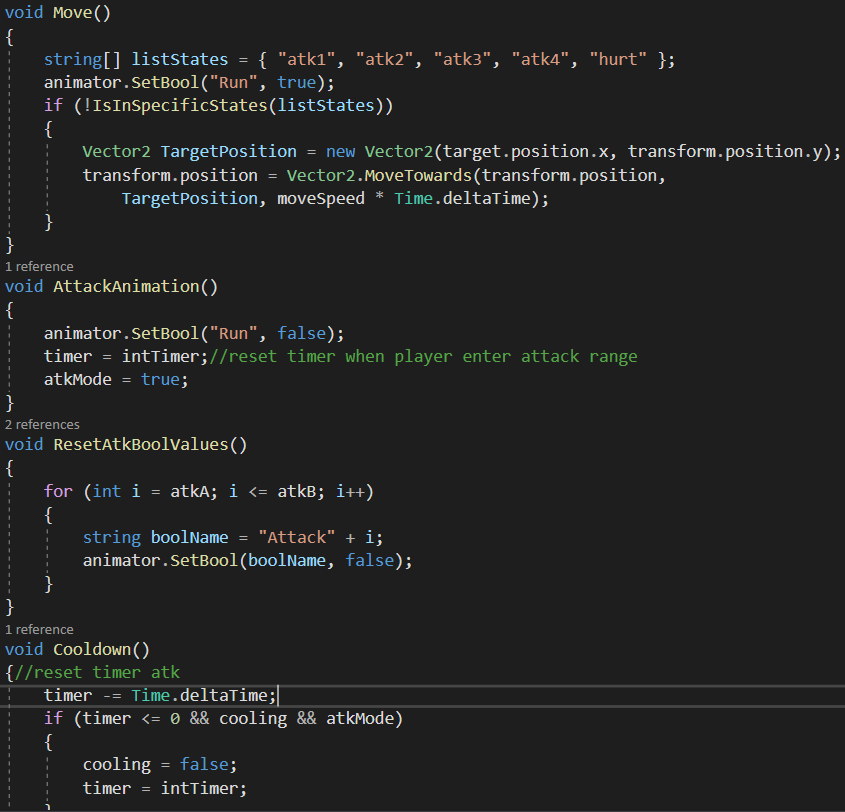 void Move()
{
    string[] listStates = { "atk1", "atk2", "atk3", "atk4", "hurt" };
    animator.SetBool("Run", true);
    if (!IsInSpecificStates(listStates))
    {
        Vector2 TargetPosition = new Vector2(target.position.x, transform.position.y);
        transform.position = Vector2.MoveTowards(transform.position,
            TargetPosition, moveSpeed * Time.deltaTime);
    }
}
1 reference
void AttackAnimation()
{
    animator.SetBool("Run", false);
    timer = intTimer;//reset timer when player enter attack range
    atkMode = true;
}
2 references
void ResetAtkBoolValues()
{
    for (int i = atkA; i <= atkB; i++)
    {
        string boolName = "Attack" + i;
        animator.SetBool(boolName, false);
    }
}
1 reference
void Cooldown()
{//reset timer atk
    timer -= Time.deltaTime;
    if (timer <= 0 && cooling && atkMode)
    {
        cooling = false;
        timer = intTimer;
    }